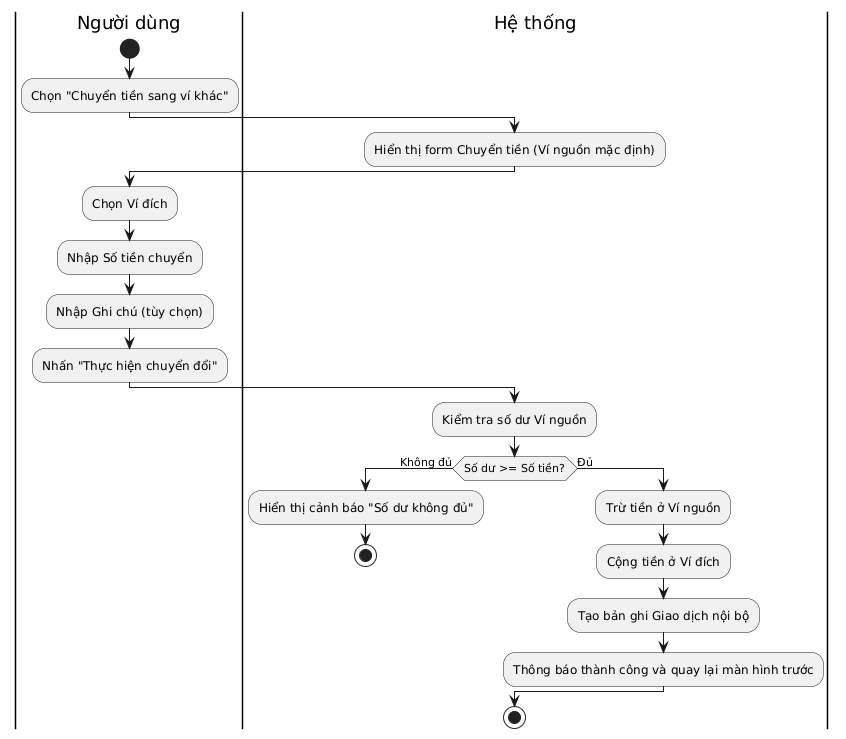 Người dùng
Hệ thống
Chọn "Chuyển tiền sang ví khác"
Hiển thị form Chuyển tiền (Ví nguồn mặc định)
Chọn Ví đích
Nhập Số tiền chuyển
Nhập Ghi chú (tùy chọn)
Nhấn "Thực hiện chuyển đổi"
Kiểm tra số dư Ví nguồn
Không đủ
Số dư >= Số tiền?
Đủ
Hiển thị cảnh báo "Số dư không đủ"
Trừ tiền ở Ví nguồn
Cộng tiền ở Ví đích
Tạo bản ghi Giao dịch nội bộ
Thông báo thành công và quay lại màn hình trước